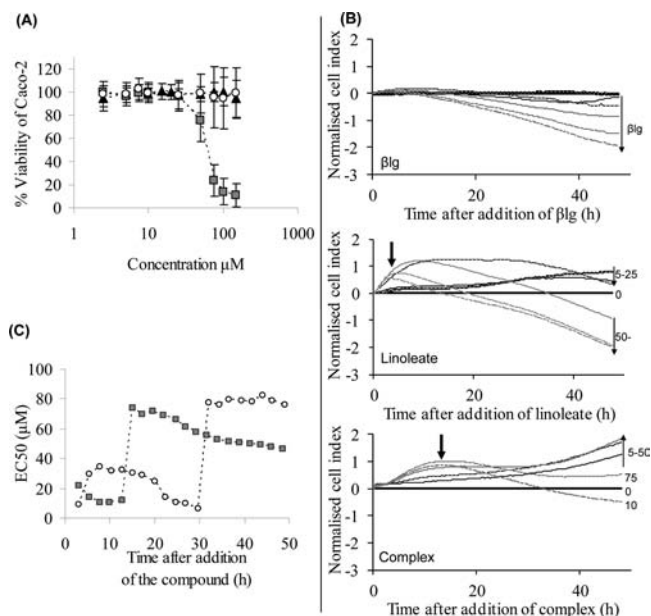 (A)
% Viability of Caco-2
120
100
80
60
40
20
0
1
10
100
1000
Concentration µM
(B)
Normalised cell index
2
1
0
-1
-2
-3
0
20
40
βlg
βlg
Time after addition of βlg (h)
Normalised cell index
2
1
0
-1
-2
-3
0
20
40
5-25
0
50-
Linoleate
Time after addition of linoleate (h)
Normalised cell index
2
1
0
-1
-2
-3
0
20
40
5-5C
75
0
10
Complex
Time after addition of complex (h)
(C)
EC50 (µM)
100
80
60
40
20
0
0
10
20
30
40
50
Time after addition
of the compound (h)